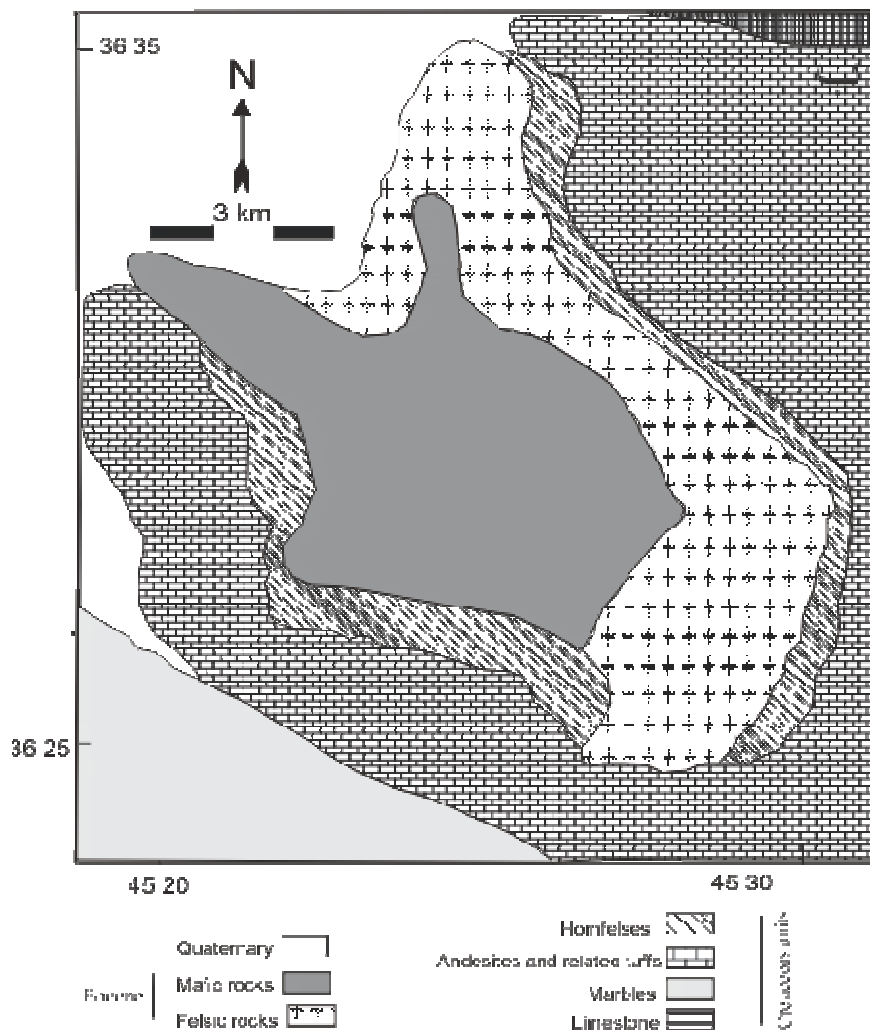 36 35
N
3 km
36 25
45 20
45 30
Quaternary
Mafic rocks
Felsic rocks
Hornfelses
Andesites and related tuffs
Marbles
Limestone